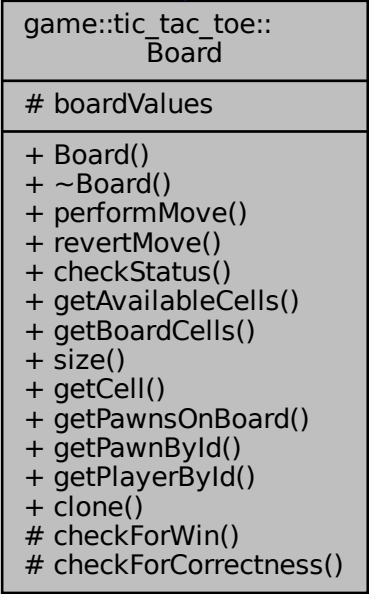 game::tic_tac_toe::
Board
# boardValues
+ Board()
+ ~Board()
+ performMove()
+ revertMove()
+ checkStatus()
+ getAvailableCells()
+ getBoardCells()
+ size()
+ getCell()
+ getPawnsOnBoard()
+ getPawnById()
+ getPlayerById()
+ clone()
# checkForWin()
# checkForCorrectness()